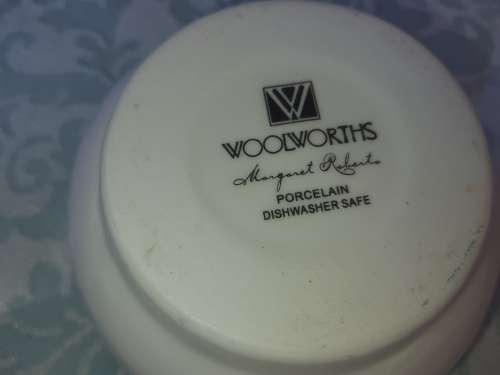 W
WOOLWORTHS
Margaret Roberts
PORCELAIN
DISHWASHER SAFE